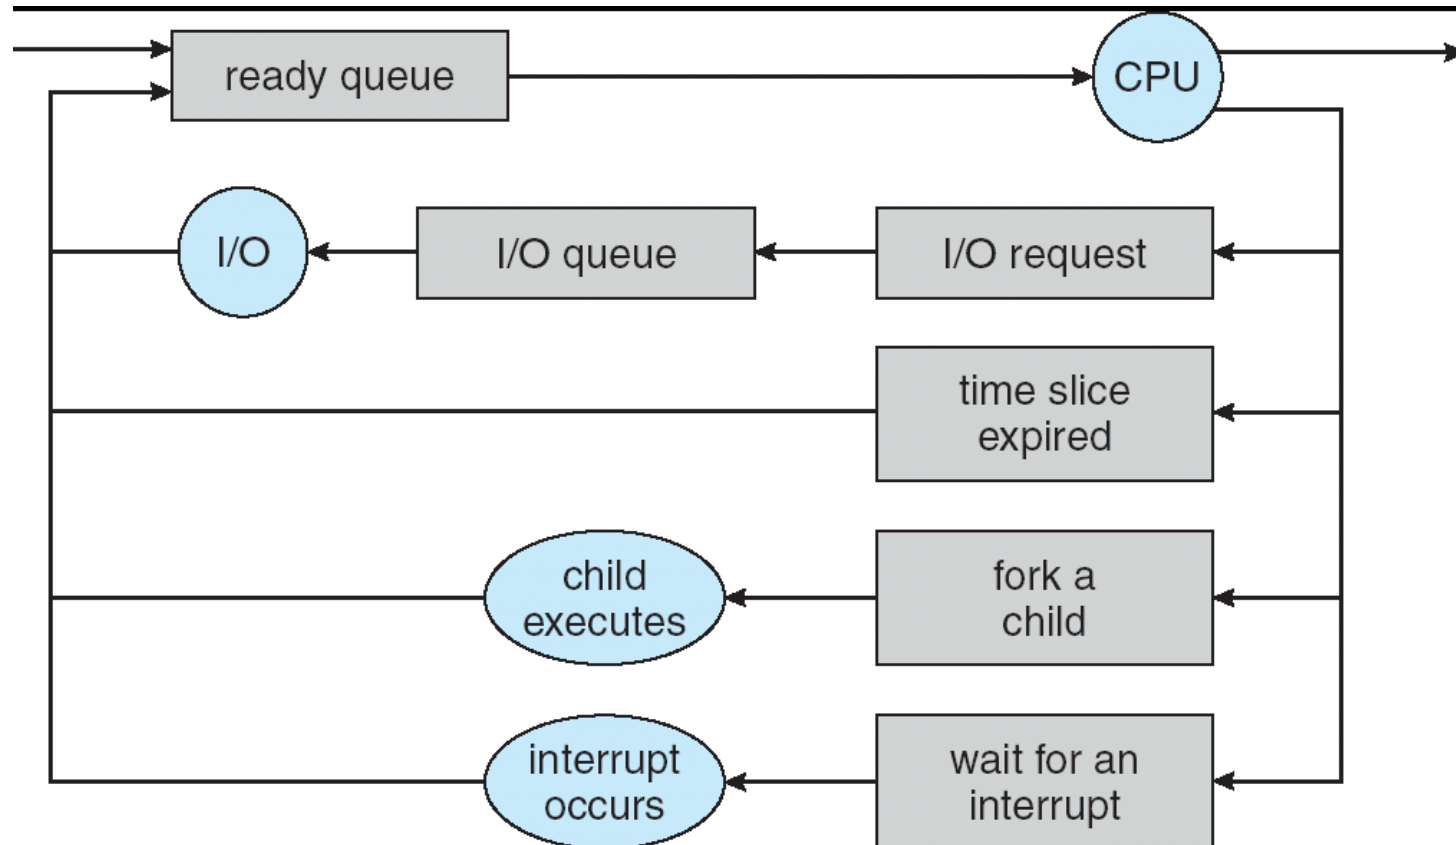 ready queue
CPU
I/O
I/O queue
I/O request
time slice
expired
child
executes
fork a
child
interrupt
occurs
wait for an
interrupt